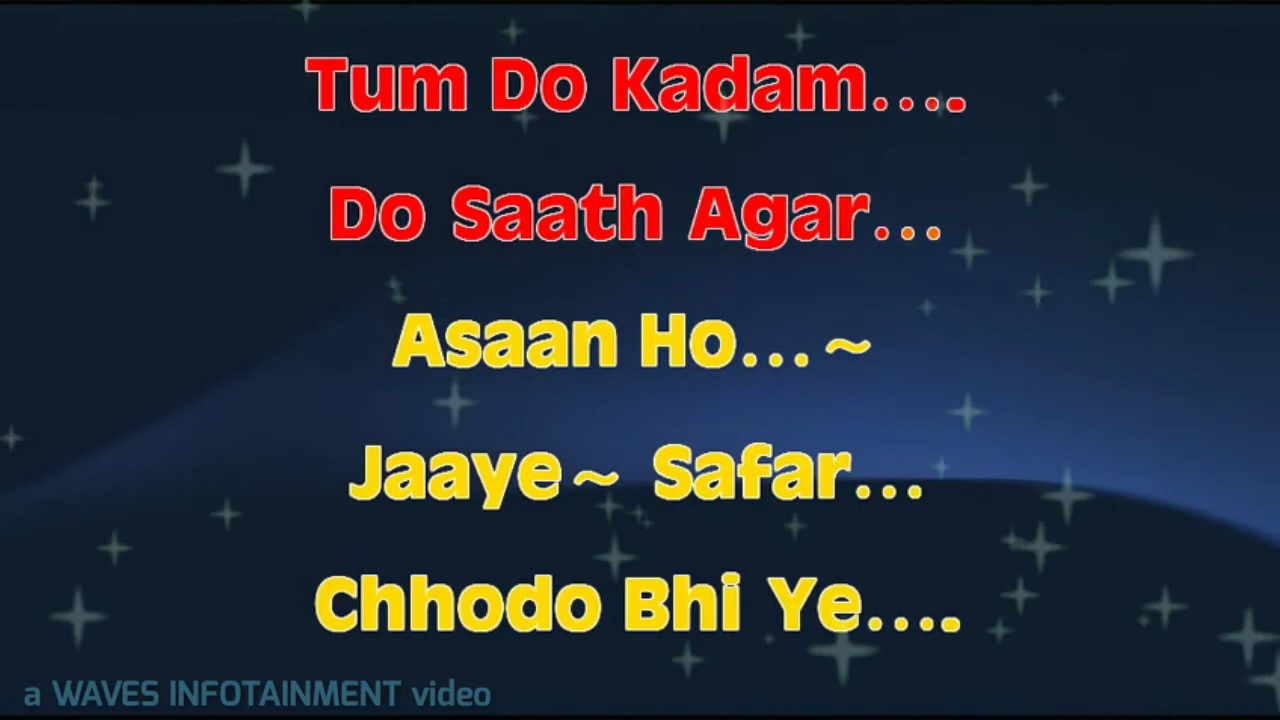 Tum Do Kadam....
Do Saath Agar...
Asaan Ho...~
Jaaye~ Safar...
Chhodo Bhi Ye....
a WAVES INFOTAINMENT video